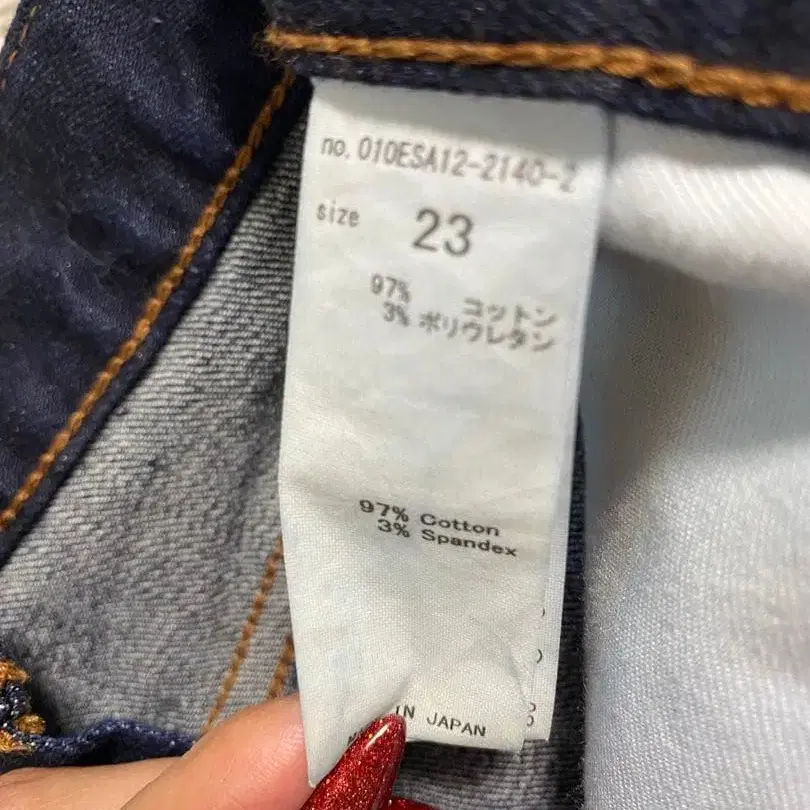 no. 010ESA12-2140-2
size 23
97% コットン
3% ポリウレタン
97% Cotton
3% Spandex
IN JAPAN